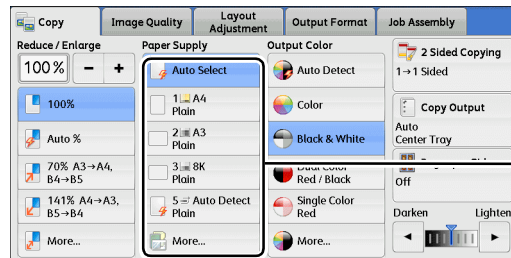 Copy
Image Quality
Layout
Adjustment
Output Format
Job Assembly
Reduce / Enlarge
100%
-
+
100%
Auto %
70% A3→A4,
B4→B5
141% A4→A3,
B5→B4
More...
Paper Supply
Auto Select
1 A4
Plain
2 A3
Plain
3 8K
Plain
5 Auto Detect
Plain
More...
Output Color
Auto Detect
Color
Black & White
Dual Color
Red / Black
Single Color
Red
More...
2 Sided Copying
1→1 Sided
Copy Output
Auto
Center Tray
Off
Darken
Lighten